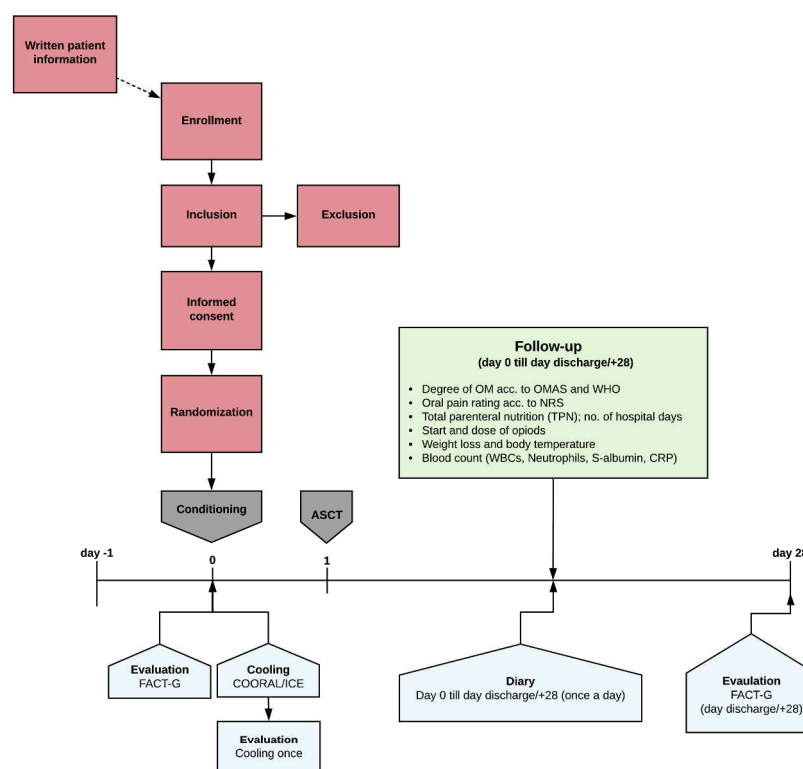 Written patient
information
Enrollment
Inclusion
Exclusion
Informed
consent
Randomization
Follow-up
(day 0 till day discharge/+28)
• Degree of OM acc. to OMAS and WHO
• Oral pain rating acc. to NRS
• Total parenteral nutrition (TPN); no. of hospital days
• Start and dose of opiods
• Weight loss and body temperature
• Blood count (WBCs, Neutrophils, S-albumin, CRP)
Conditioning
ASCT
day -1
0
1
day 28
Evaluation
FACT-G
Cooling
COORAL/ICE
Evaluation
Cooling once
Diary
Day 0 till day discharge/+28 (once a day)
Evaulation
FACT-G
(day discharge/+28)